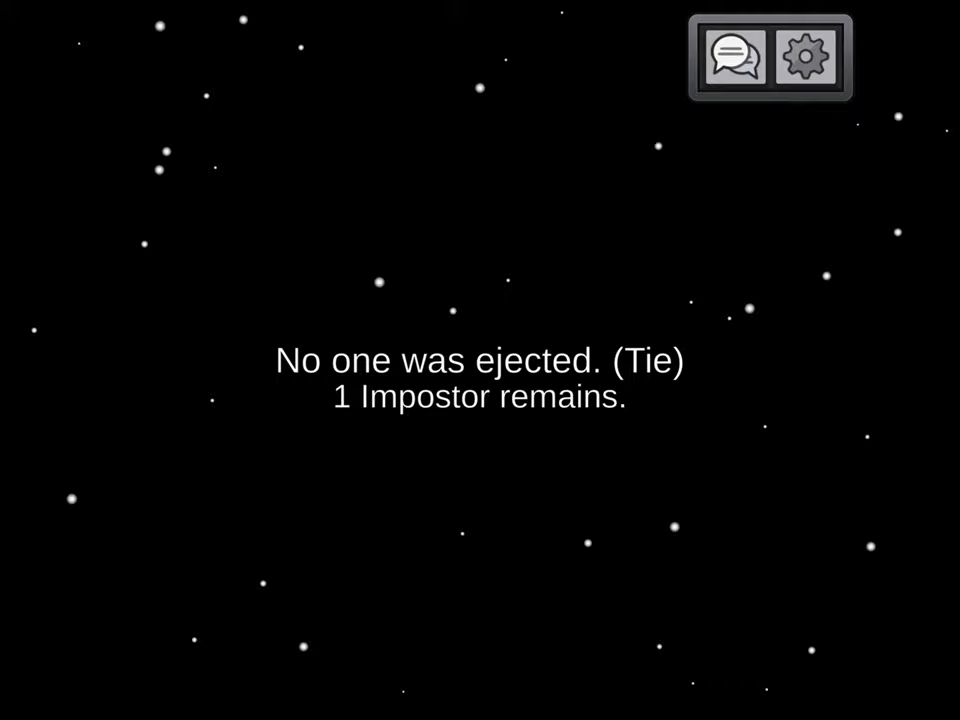 No one was ejected. (Tie)
1 Impostor remains.